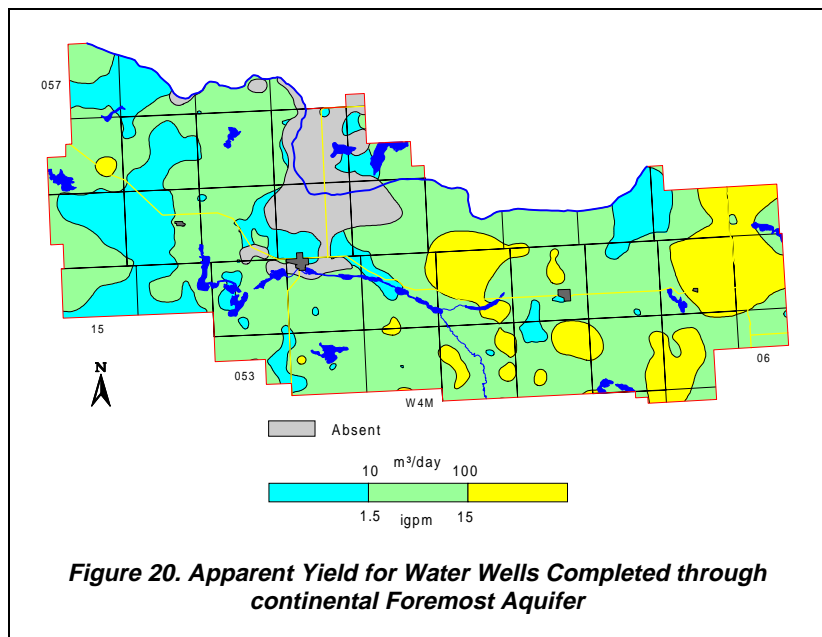 057
15
053
N
W4M
06
Absent
10 m³/day 100
1.5 igpm 15
Figure 20. Apparent Yield for Water Wells Completed through
continental Foremost Aquifer